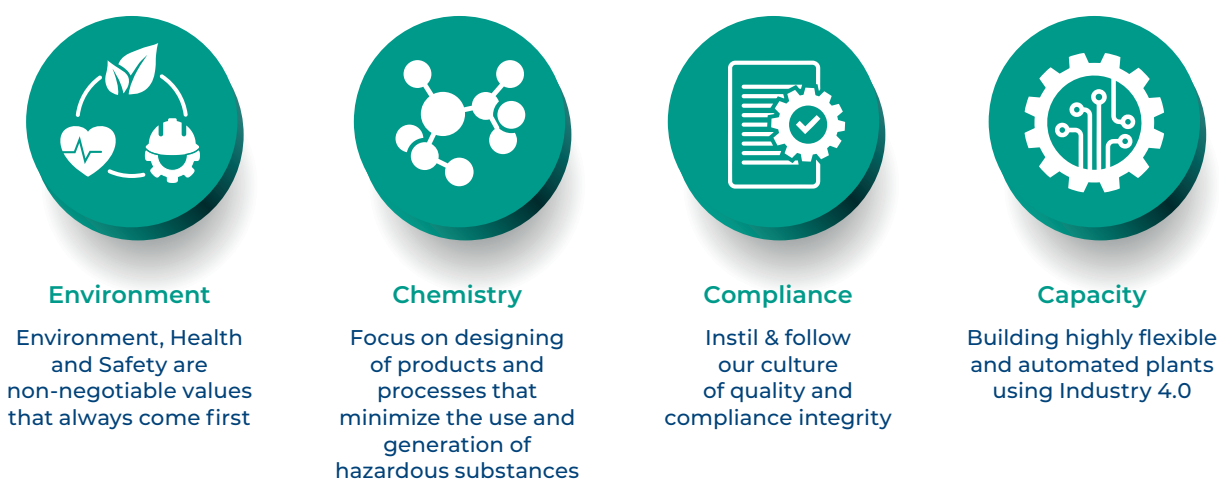 Environment
Environment, Health
and Safety are
non-negotiable values
that always come first
Chemistry
Focus on designing
of products and
processes that
minimize the use and
generation of
hazardous substances
Compliance
Instil & follow
our culture
of quality and
compliance integrity
Capacity
Building highly flexible
and automated plants
using Industry 4.0